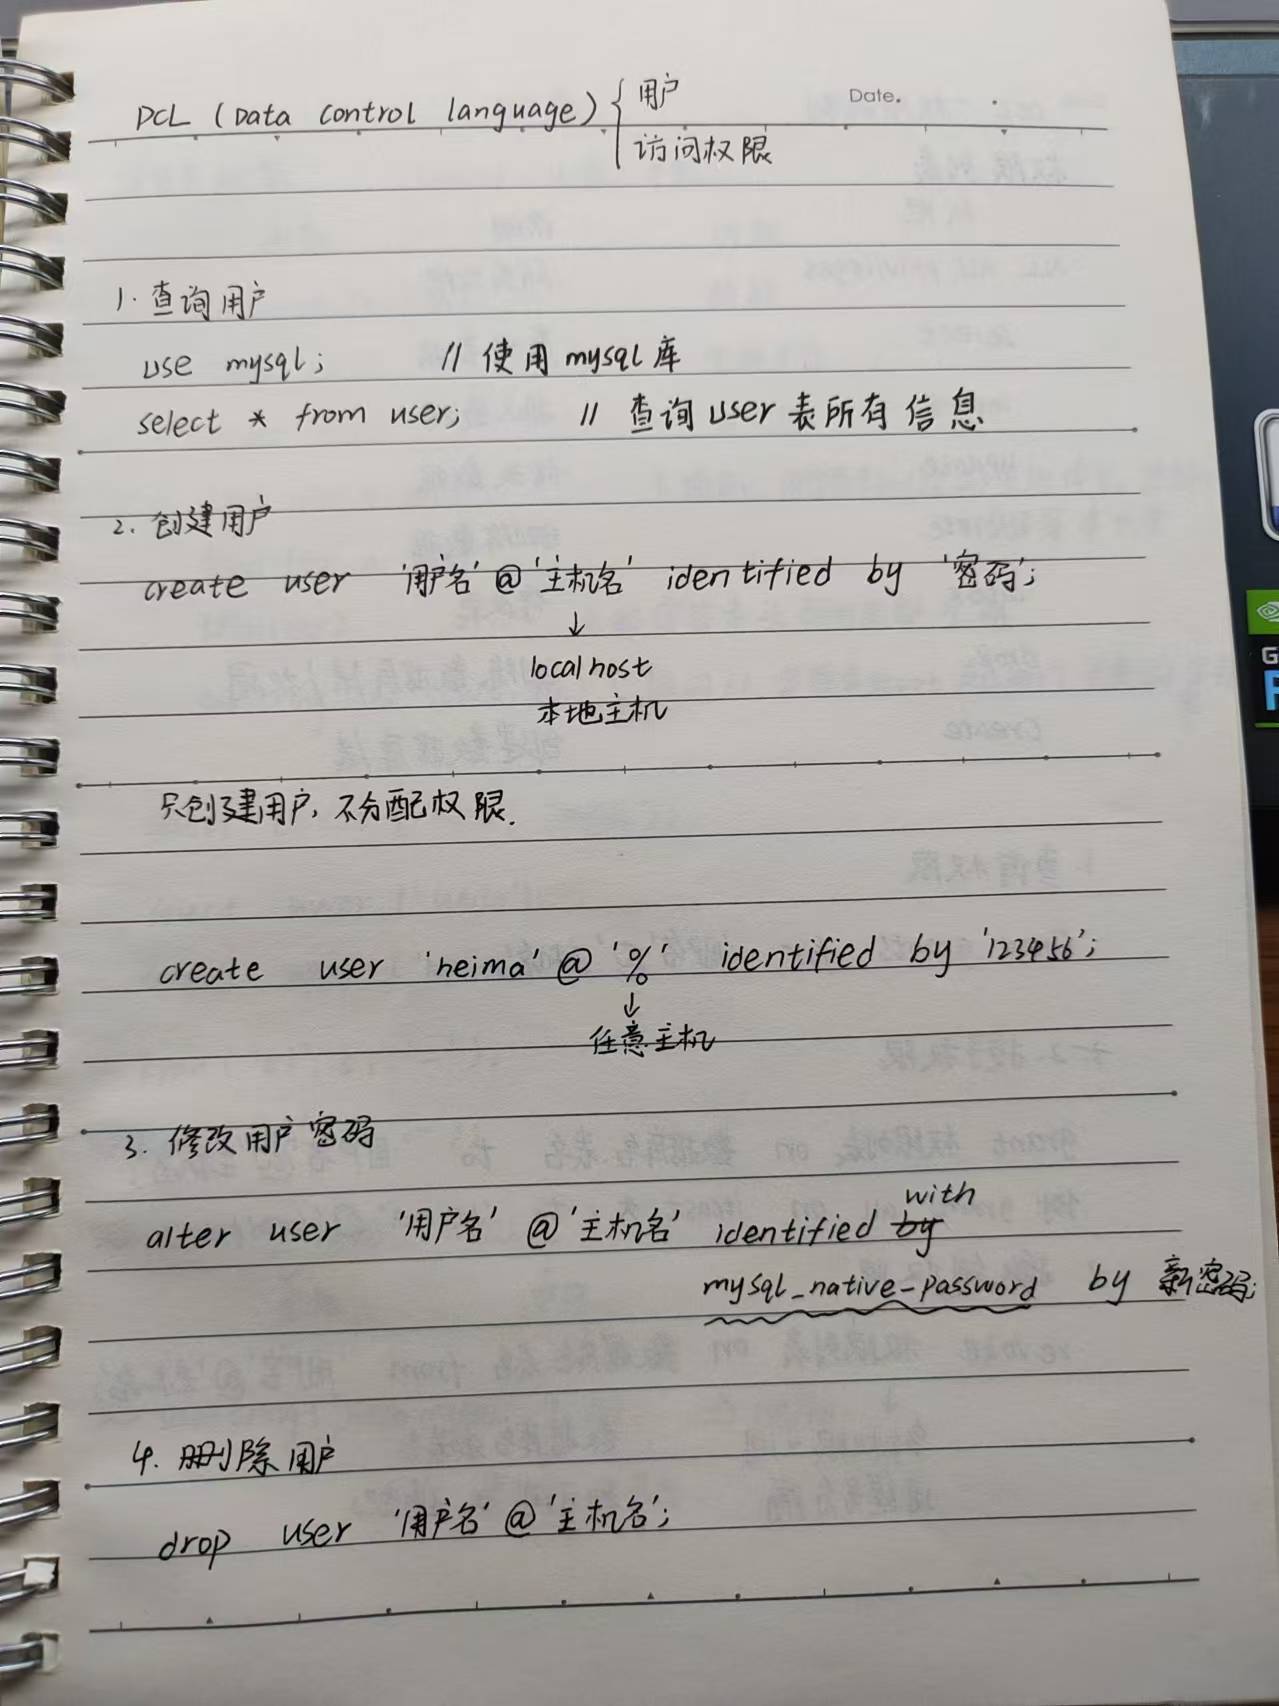 Date.
DCL (Data control language) { 用户
访问权限
1. 查询用户
use mysql; // 使用 mysql 库
select * from user; // 查询 user 表所有信息
2. 创建用户
create user '用户名'@'主机名' identified by '密码';
↓
localhost
本地主机
只创建用户, 不分配权限.
create user 'heima'@'%' identified by '123456';
↓
任意主机
3. 修改用户密码
with
alter user '用户名'@'主机名' identified by
mysql_native_password by 新密码;
4. 删除用户
drop user '用户名'@'主机名';